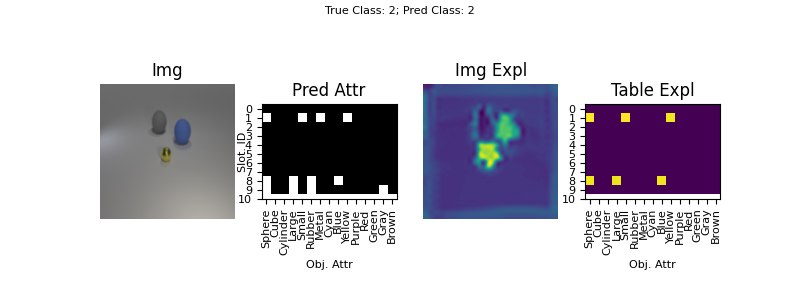 True Class: 2; Pred Class: 2
Img
Pred Attr
Img Expl
Table Expl
Slot. ID
0
1
2
3
4
5
6
7
8
9
10
Sphere
Cube
Cylinder
Large
Small
Rubber
Metal
Cyan
Blue
Yellow
Purple
Red
Green
Gray
Brown
Obj. Attr
0
1
2
3
4
5
6
7
8
9
10
Sphere
Cube
Cylinder
Large
Small
Rubber
Metal
Cyan
Blue
Yellow
Purple
Red
Green
Gray
Brown
Obj. Attr